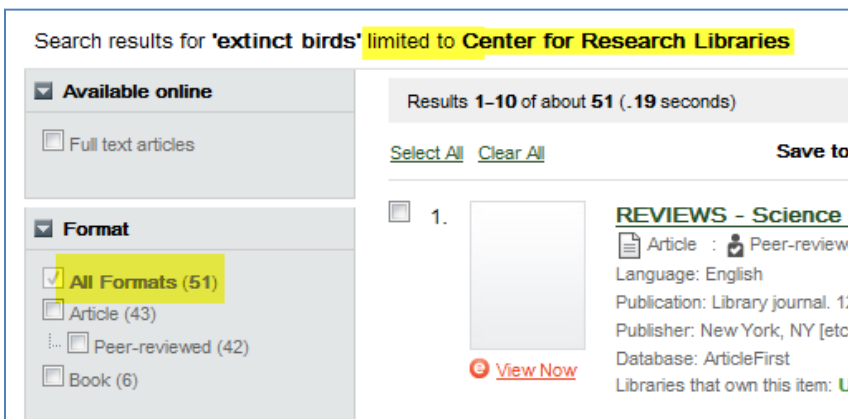 Search results for 'extinct birds' limited to Center for Research Libraries
Available online
Full text articles
Format
All Formats (51)
Article (43)
Peer-reviewed (42)
Book (6)
Results 1-10 of about 51 (.19 seconds)
Select All Clear All Save to
1.
REVIEWS - Science
Article : Peer-review
Language: English
Publication: Library journal. 12
Publisher: New York, NY [etc
Database: ArticleFirst
Libraries that own this item: U
View Now